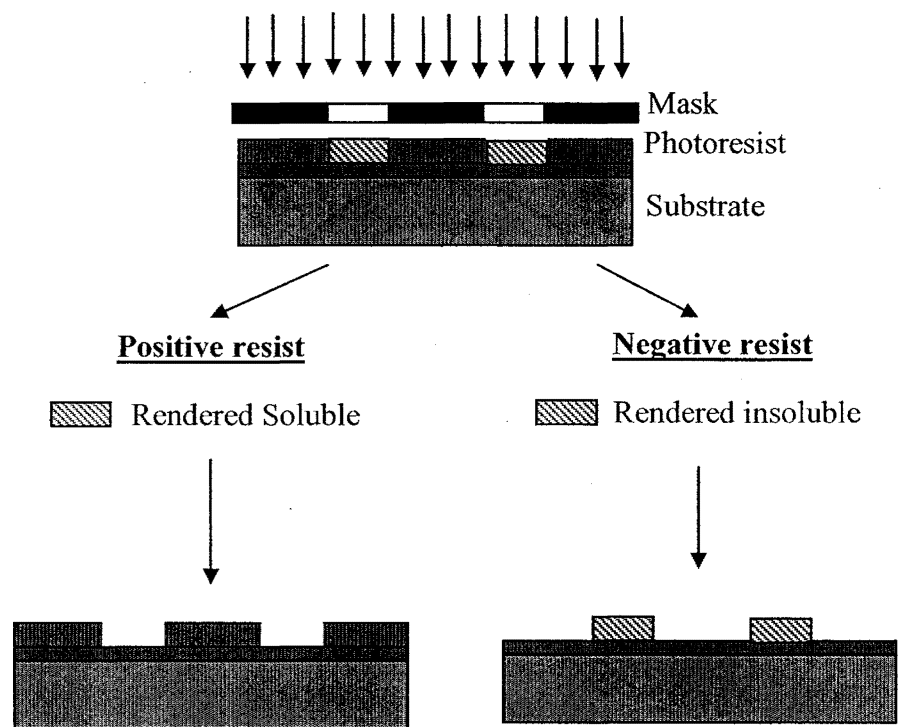 Mask
Photoresist
Substrate
Positive resist
Negative resist
Rendered Soluble
Rendered insoluble